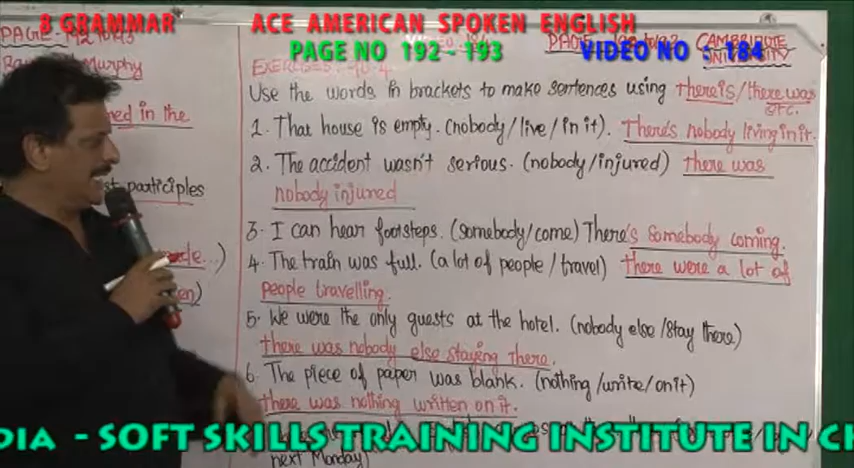 8 GRAMMAR
ACE AMERICAN SPOKEN ENGLISH
PAGE NO 192 - 193
VIDEO NO : 184
Murphy
in the
participles
CAMBRIDGE
UNIVERSITY
Use the words in brackets to make sentences using there is/there was
etc.
1. That house is empty. (nobody/live/in it). There's nobody living in it.
2. The accident wasn't serious. (nobody/injured) there was
nobody injured
3. I can hear footsteps. (somebody/come) There's somebody coming.
4. The train was full. (a lot of people/travel) there were a lot of
people travelling.
5. We were the only guests at the hotel. (nobody else/stay there)
there was nobody else staying there.
6. The piece of paper was blank. (nothing/write/on it)
there was nothing written on it.
next Monday)
DIA - SOFT SKILLS TRAINING INSTITUTE IN CH